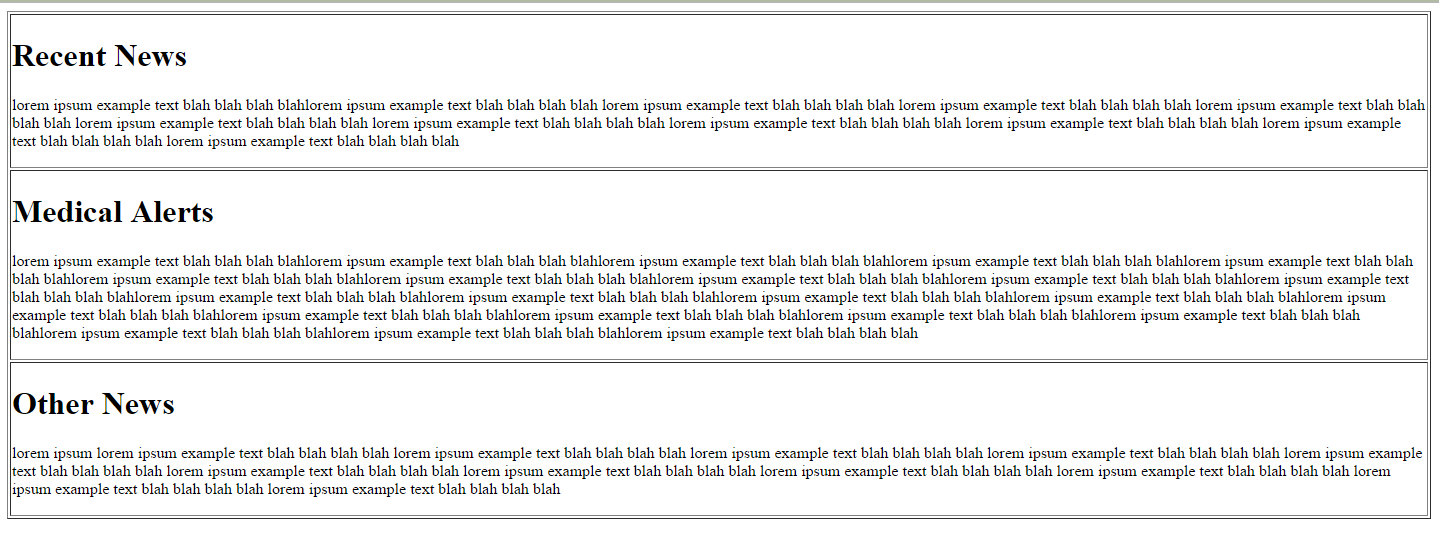 Recent News
lorem ipsum example text blah blah blah blahlorem ipsum example text blah blah blah blah lorem ipsum example text blah blah blah blah lorem ipsum example text blah blah blah blah lorem ipsum example text blah blah
blah blah lorem ipsum example text blah blah blah blah lorem ipsum example text blah blah blah blah lorem ipsum example text blah blah blah blah lorem ipsum example text blah blah blah blah lorem ipsum example
text blah blah blah blah lorem ipsum example text blah blah blah blah
Medical Alerts
lorem ipsum example text blah blah blah blahlorem ipsum example text blah blah blah blahlorem ipsum example text blah blah blah blahlorem ipsum example text blah blah blah blahlorem ipsum example text blah blah blah
blah blahlorem ipsum example text blah blah blah blahlorem ipsum example text blah blah blah blahlorem ipsum example text blah blah blah blahlorem ipsum example text blah blah blah blahlorem ipsum example text
blah blah blah blahlorem ipsum example text blah blah blah blahlorem ipsum example text blah blah blah blahlorem ipsum example text blah blah blah blahlorem ipsum example text blah blah blah blahlorem ipsum
example text blah blah blah blahlorem ipsum example text blah blah blah blahlorem ipsum example text blah blah blah blahlorem ipsum example text blah blah blah blahlorem ipsum example text blah blah blah
blahlorem ipsum example text blah blah blah blahlorem ipsum example text blah blah blah blahlorem ipsum example text blah blah blah blah
Other News
lorem ipsum lorem ipsum example text blah blah blah blah lorem ipsum example text blah blah blah blah lorem ipsum example text blah blah blah blah lorem ipsum example text blah blah blah blah lorem ipsum example
text blah blah blah blah lorem ipsum example text blah blah blah blah lorem ipsum example text blah blah blah blah lorem ipsum example text blah blah blah blah lorem ipsum example text blah blah blah blah lorem
ipsum example text blah blah blah blah lorem ipsum example text blah blah blah blah